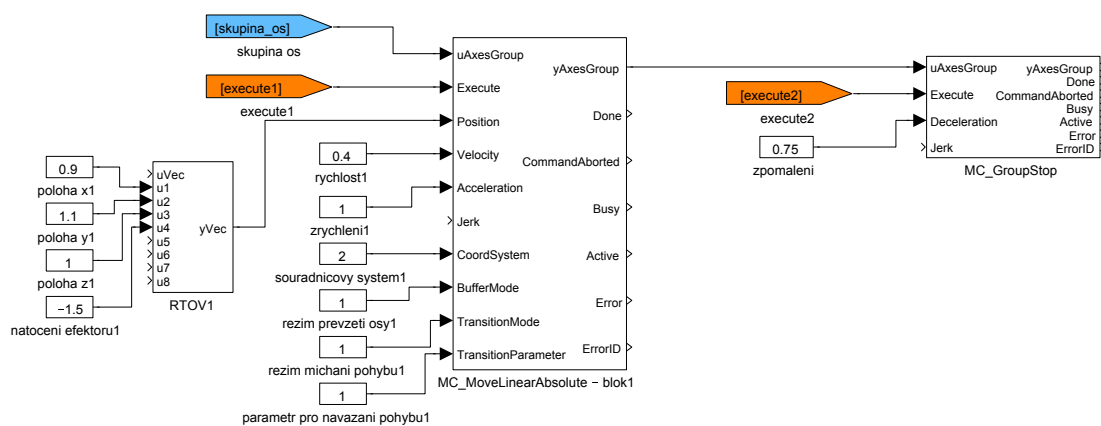 [skupina_os]
skupina os
[execute1]
execute1
0.9
poloha x1
1.1
poloha y1
1
poloha z1
−1.5
natoceni efektoru1
uVec
u1
u2
u3
u4
u5
u6
u7
u8
yVec
RTOV1
0.4
rychlost1
1
zrychleni1
2
souradnicovy system1
1
rezim prevzeti osy1
1
rezim michani pohybu1
1
parametr pro navazani pohybu1
uAxesGroup
Execute
Position
Velocity
Acceleration
Jerk
CoordSystem
BufferMode
TransitionMode
TransitionParameter
yAxesGroup
Done
CommandAborted
Busy
Active
Error
ErrorID
MC_MoveLinearAbsolute − blok1
[execute2]
execute2
0.75
zpomaleni
uAxesGroup
Execute
Deceleration
Jerk
yAxesGroup
Done
CommandAborted
Busy
Active
Error
ErrorID
MC_GroupStop